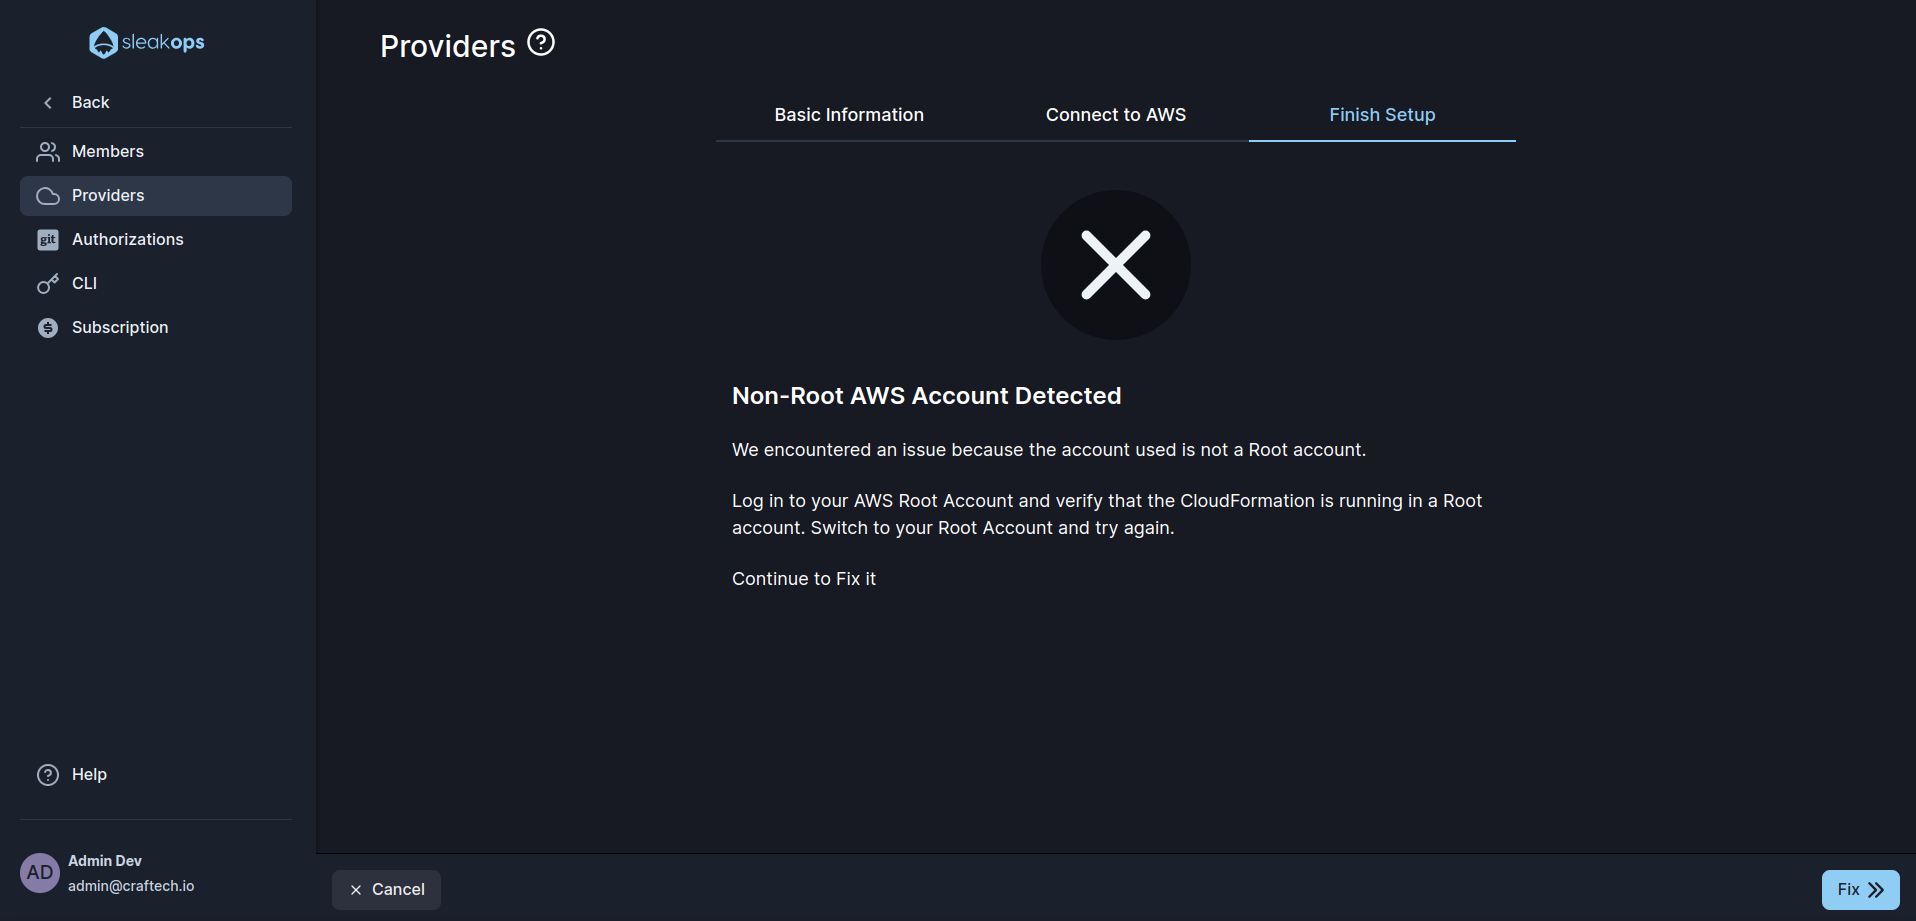 sleakops
Back
Members
Providers
git
Authorizations
CLI
Subscription
Help
AD
Admin Dev
admin@craftech.io
Providers
Basic Information
Connect to AWS
Finish Setup
Non-Root AWS Account Detected
We encountered an issue because the account used is not a Root account.
Log in to your AWS Root Account and verify that the CloudFormation is running in a Root
account. Switch to your Root Account and try again.
Continue to Fix it
Cancel
Fix